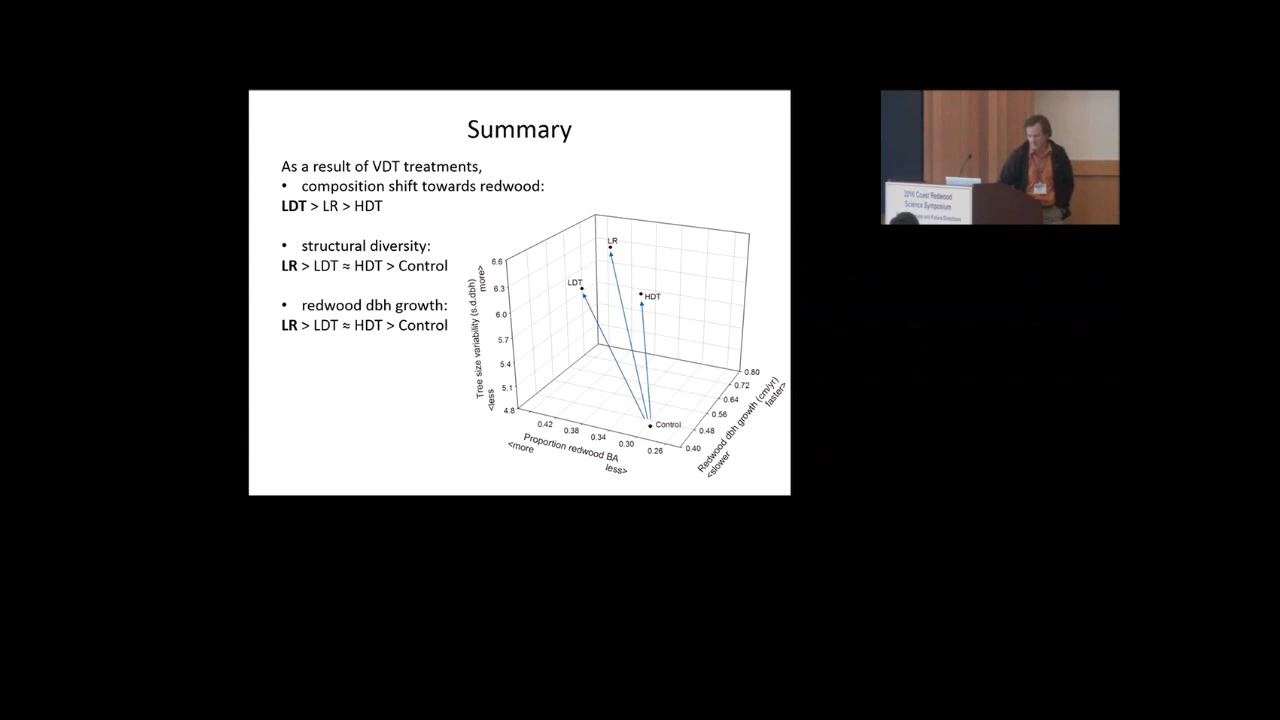 Summary
As a result of VDT treatments,
• composition shift towards redwood:
LDT > LR > HDT
• structural diversity:
LR > LDT ≈ HDT > Control
• redwood dbh growth:
LR > LDT ≈ HDT > Control
LR
LDT
HDT
Control
Tree size variability (s.d.dbh)
more>
<less
6.6
6.3
6.0
5.7
5.4
5.1
4.8
0.42
0.38
0.34
0.30
0.26
Proportion redwood BA
<more
less>
0.80
0.72
0.64
0.56
0.48
0.40
Redwood dbh growth (cm/yr)
faster>
<slower
2016 Coast Redwood
Science Symposium
and Future Directions